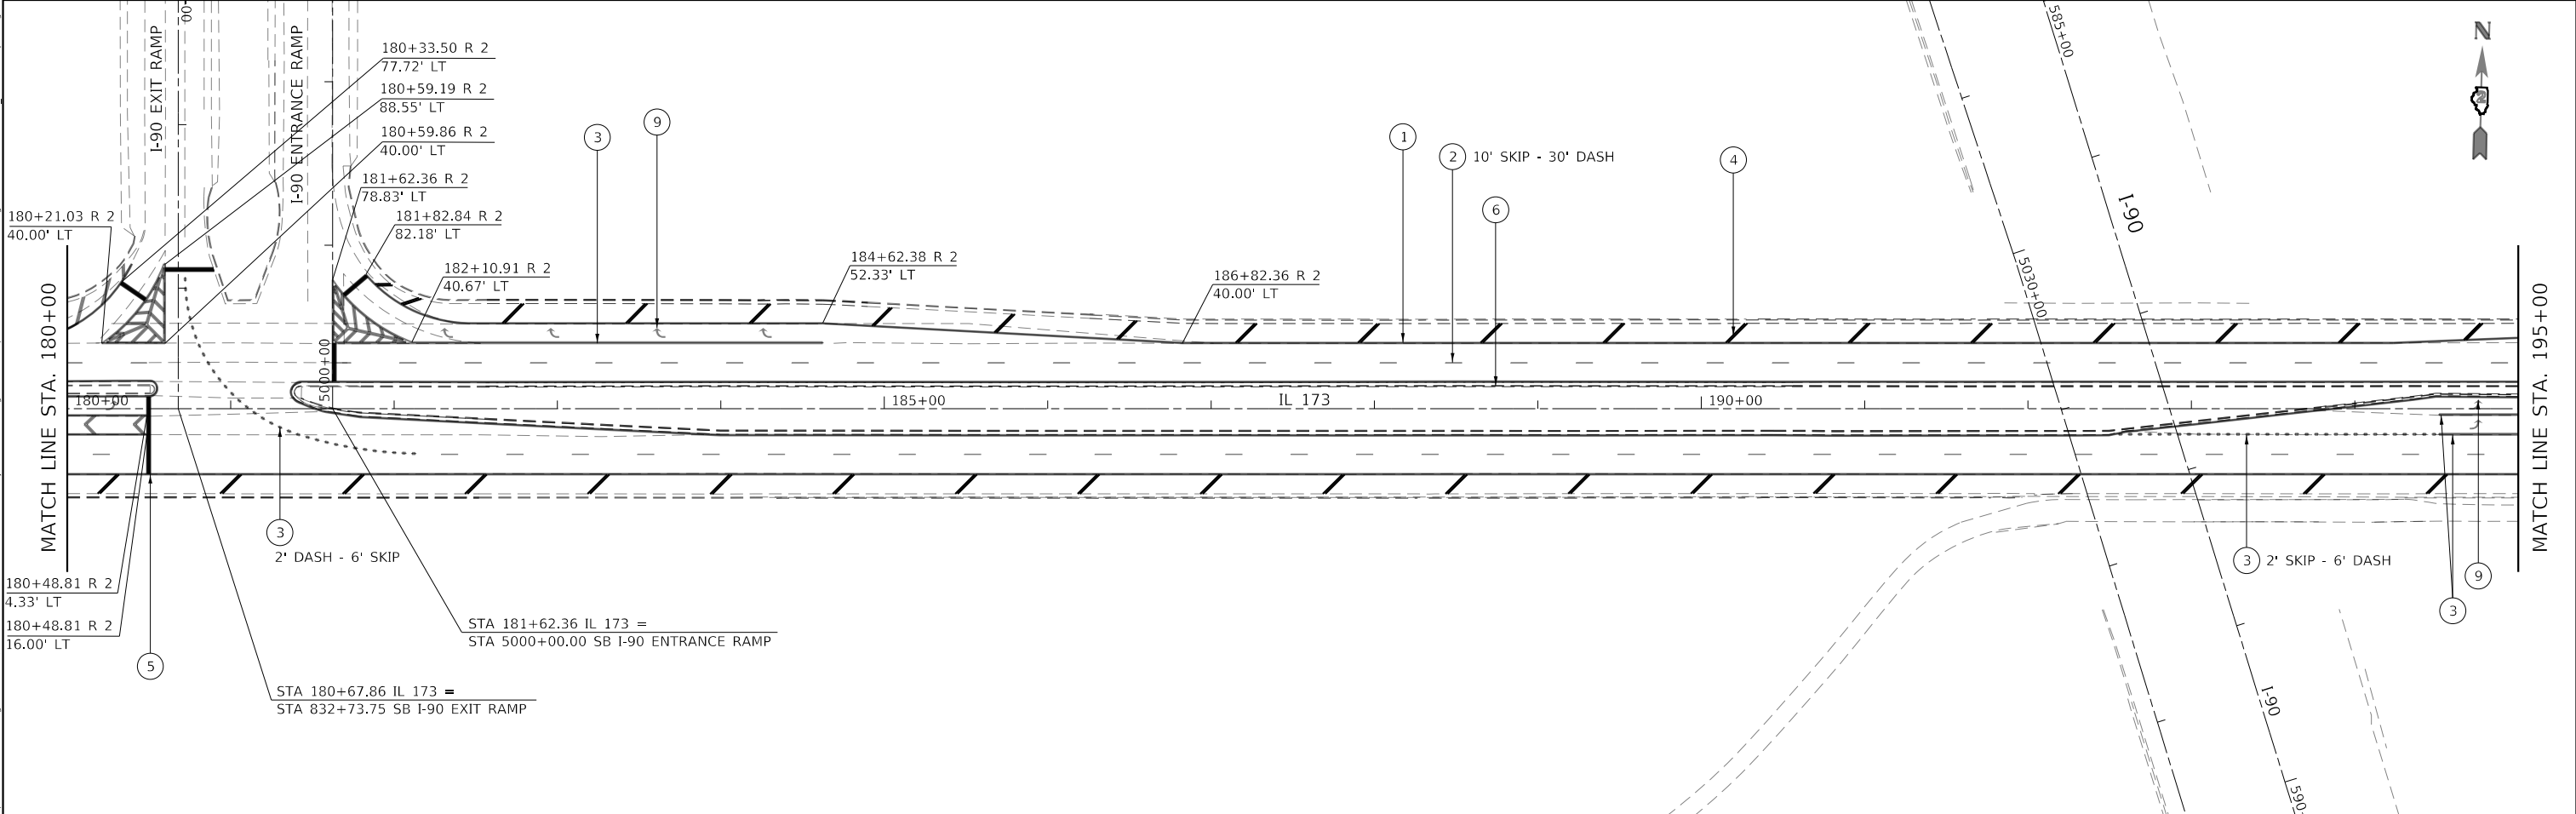 I-90 EXIT RAMP
00
I-90 ENTRANCE RAMP
180+33.50 R 2
77.72' LT
180+59.19 R 2
88.55' LT
180+59.86 R 2
40.00' LT
181+62.36 R 2
78.83' LT
181+82.84 R 2
82.18' LT
180+21.03 R 2
40.00' LT
182+10.91 R 2
40.67' LT
184+62.38 R 2
52.33' LT
186+82.36 R 2
40.00' LT
3
9
1
2 10' SKIP - 30' DASH
4
6
585+00
I-90
5030+00
N
2
MATCH LINE STA. 180+00
MATCH LINE STA. 195+00
5000+00
180+00
185+00
IL 173
190+00
3
2' DASH - 6' SKIP
3 2' SKIP - 6' DASH
9
3
180+48.81 R 2
4.33' LT
180+48.81 R 2
16.00' LT
5
STA 181+62.36 IL 173 =
STA 5000+00.00 SB I-90 ENTRANCE RAMP
STA 180+67.86 IL 173 =
STA 832+73.75 SB I-90 EXIT RAMP
I-90
590